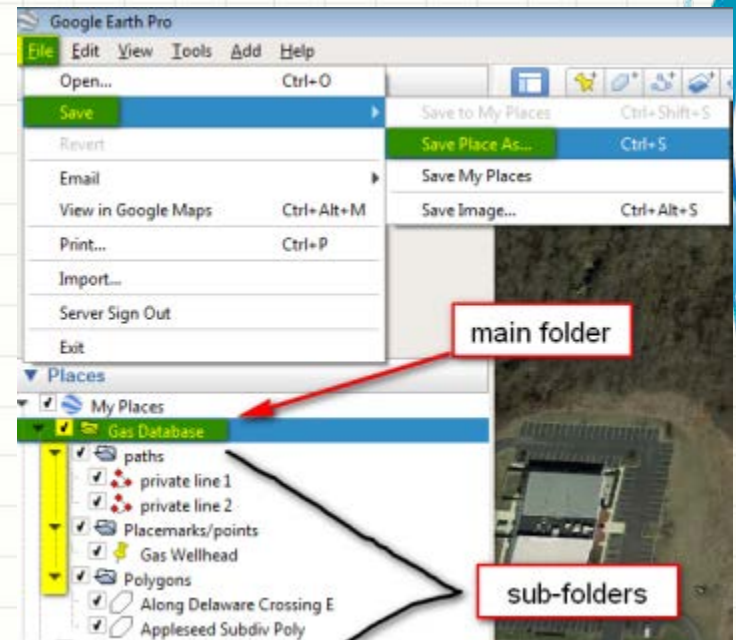 Google Earth Pro
File Edit View Tools Add Help
Open... Ctrl+O
Save
Revert
Email
View in Google Maps Ctrl+Alt+M
Print... Ctrl+P
Import...
Server Sign Out
Exit
Save to My Places Ctrl+Shift+S
Save Place As... Ctrl+S
Save My Places
Save Image... Ctrl+Alt+S
main folder
Places
My Places
Gas Database
paths
private line 1
private line 2
Placemarks/points
Gas Wellhead
Polygons
Along Delaware Crossing E
Appleseed Subdiv Poly
sub-folders